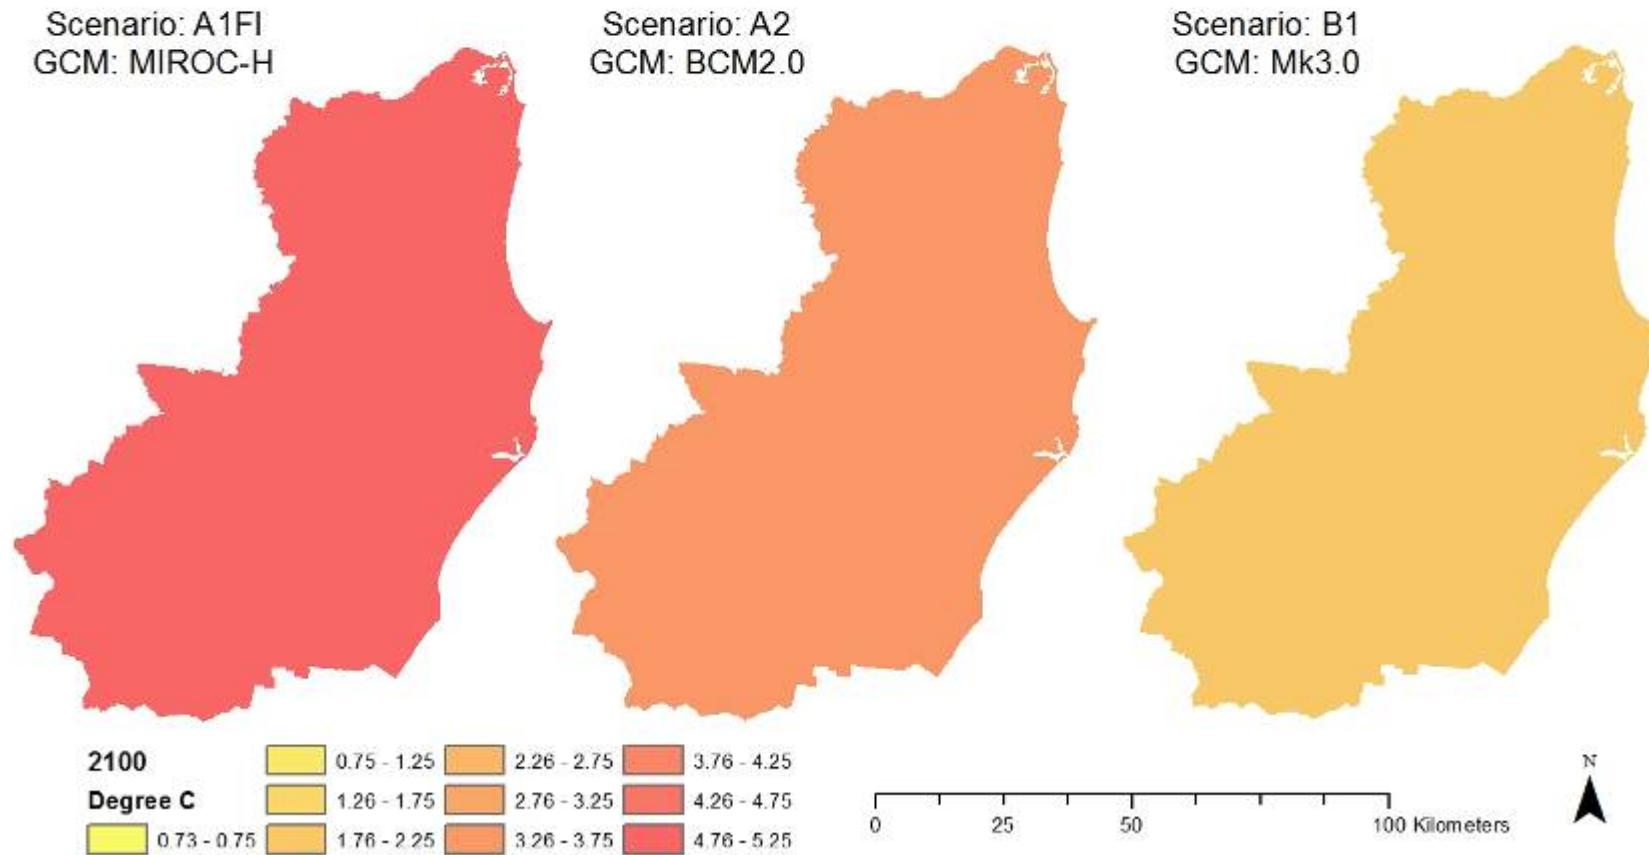 Scenario: A1FI
GCM: MIROC-H
Scenario: A2
GCM: BCM2.0
Scenario: B1
GCM: Mk3.0
2100
Degree C
0.73 - 0.75
0.75 - 1.25
1.26 - 1.75
1.76 - 2.25
2.26 - 2.75
2.76 - 3.25
3.26 - 3.75
3.76 - 4.25
4.26 - 4.75
4.76 - 5.25
0 25 50 100 Kilometers
N